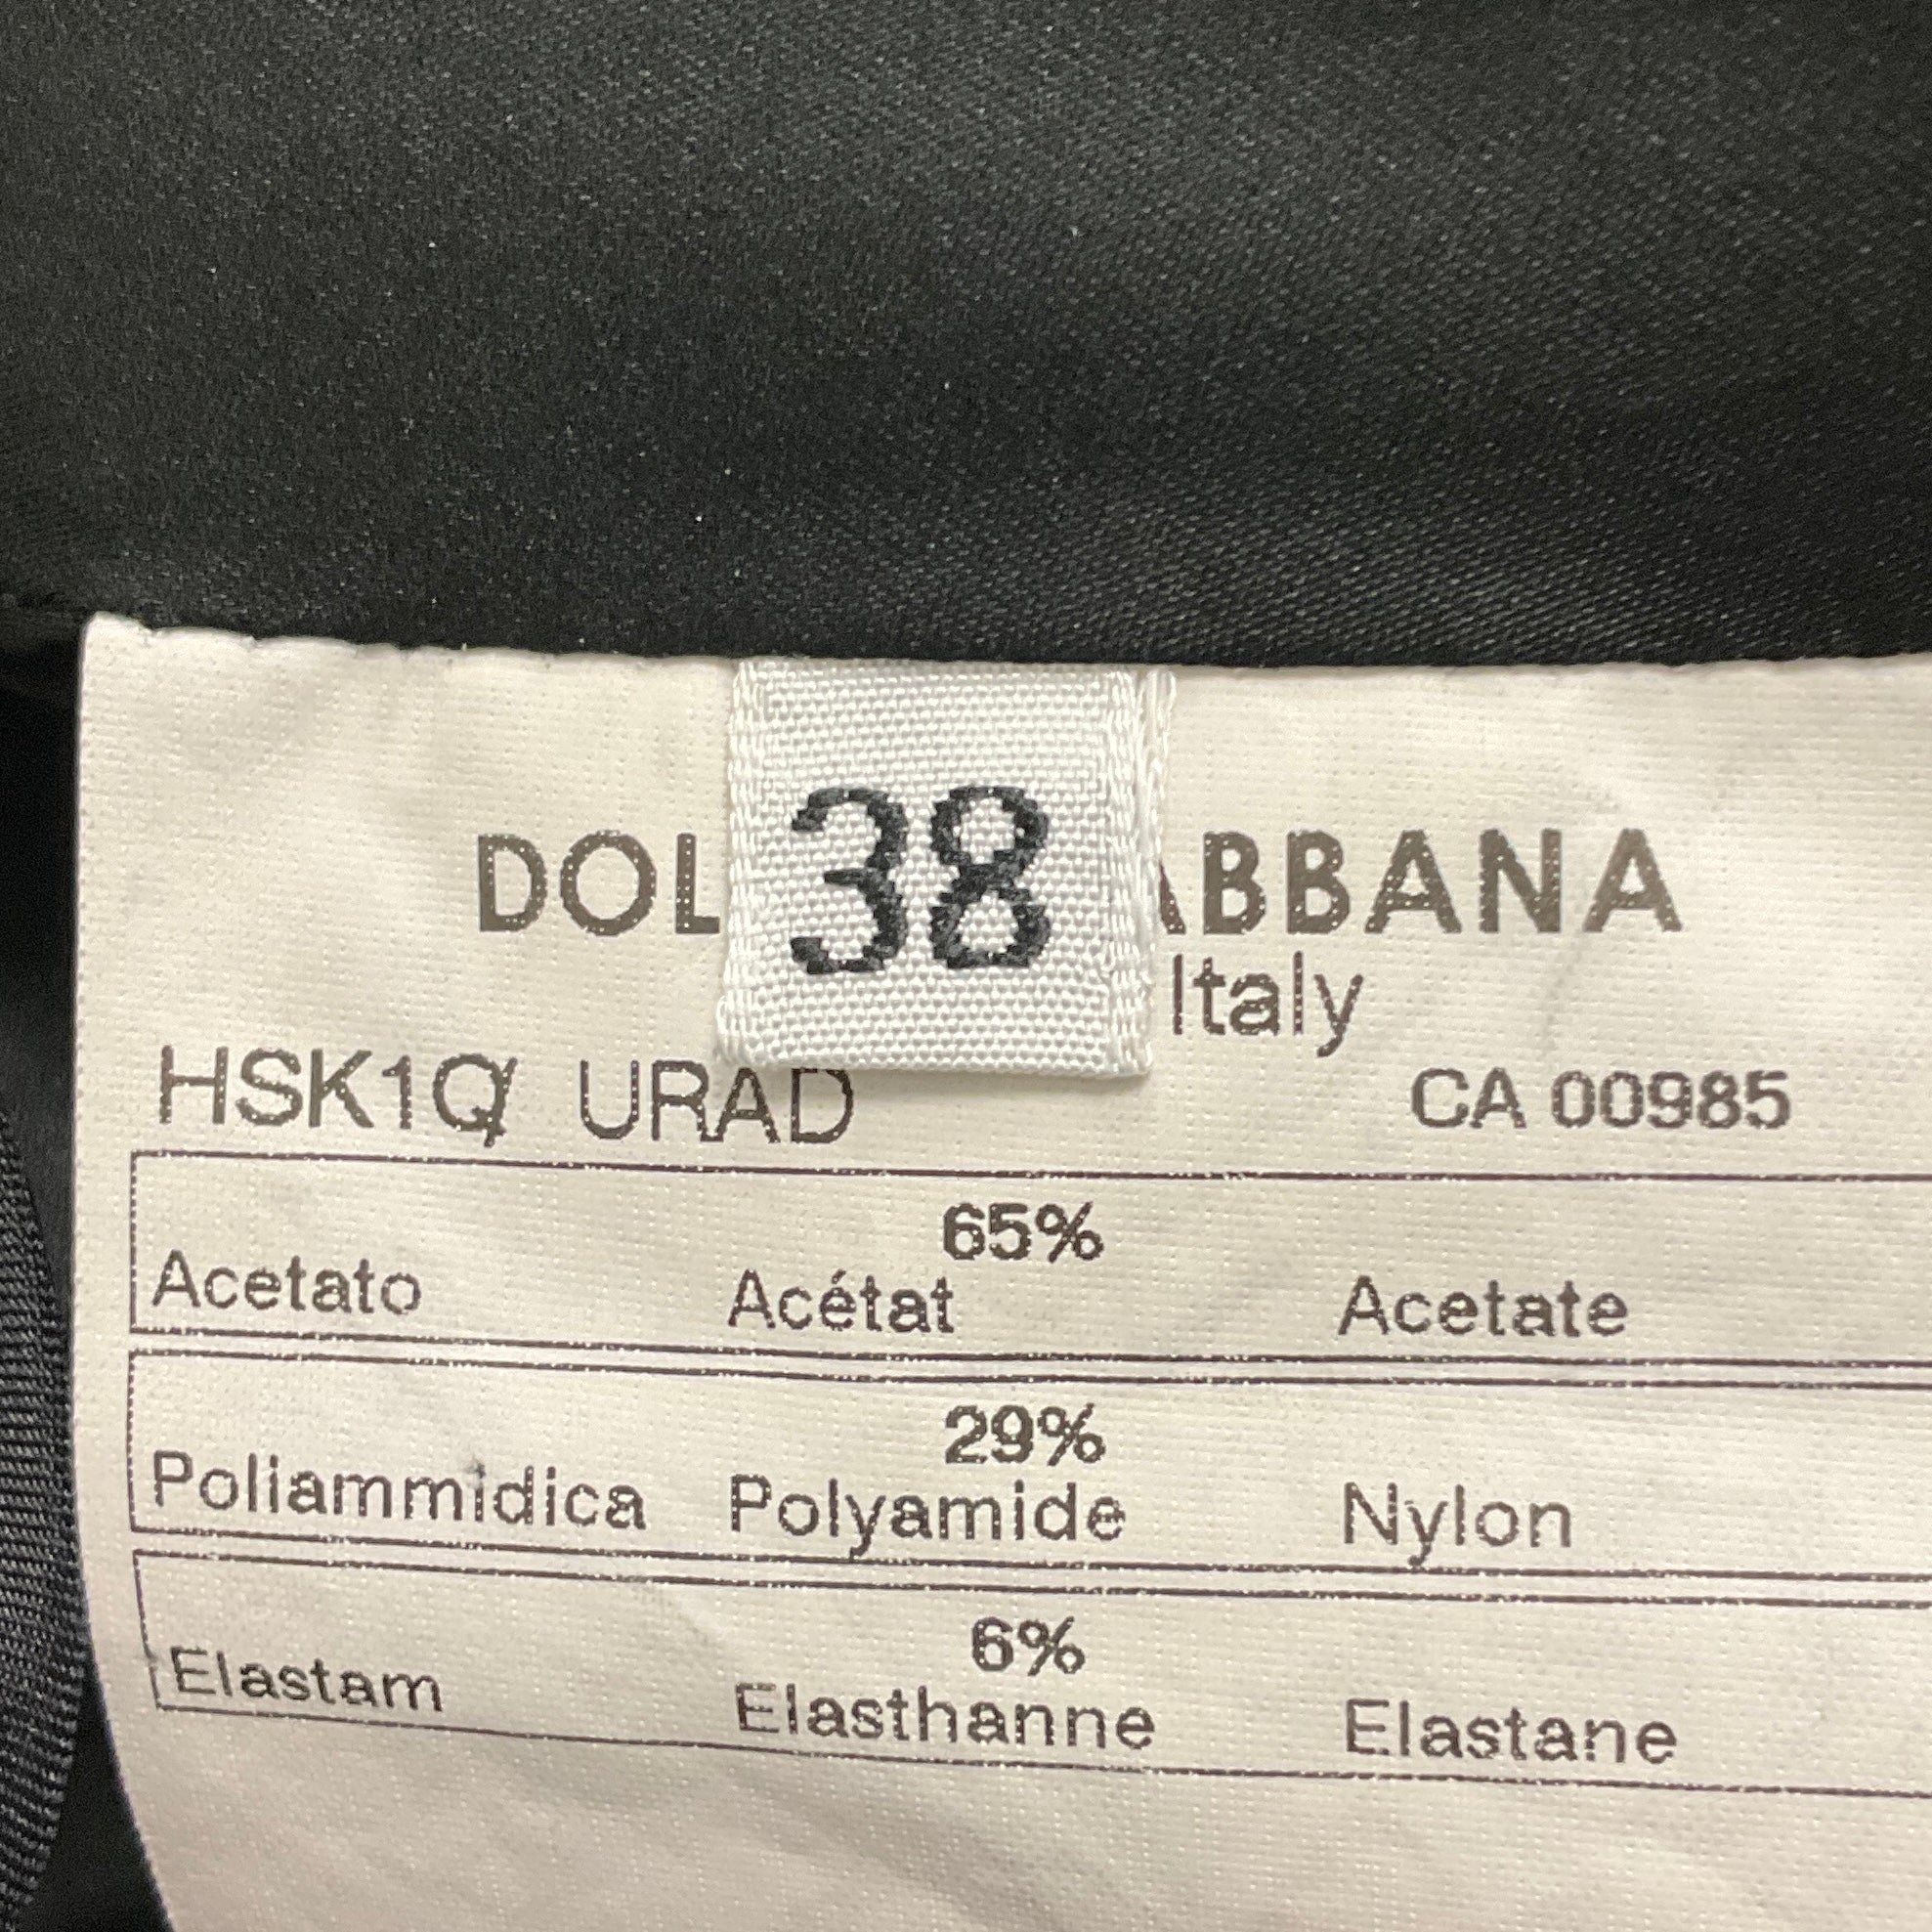 38
DOL ABBANA
Italy
HSK1Q URAD
CA 00985
65%
Acetato Acétat Acetate
29%
Poliammidica Polyamide Nylon
6%
Elastam Elasthanne Elastane